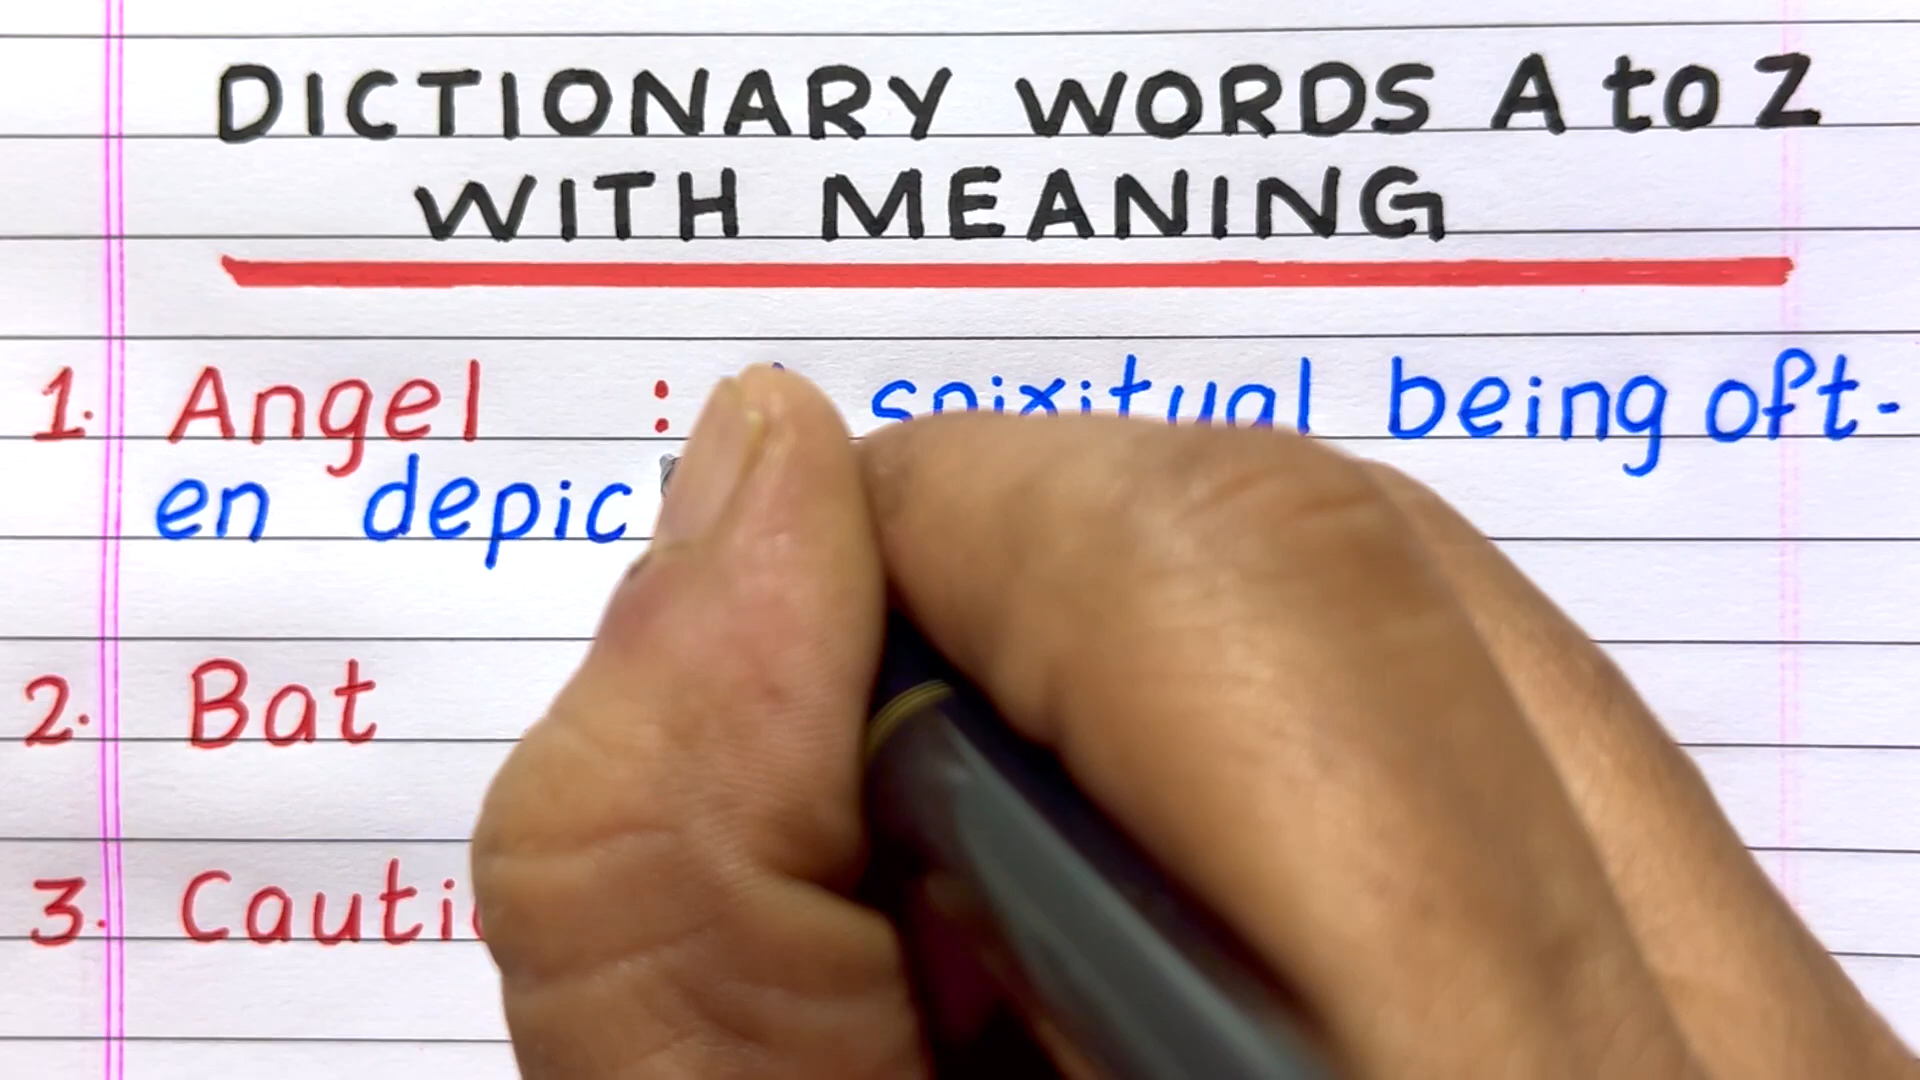 DICTIONARY WORDS A to Z
WITH MEANING
1. Angel : spiritual being oft-
en depic
2. Bat
3. Cauti